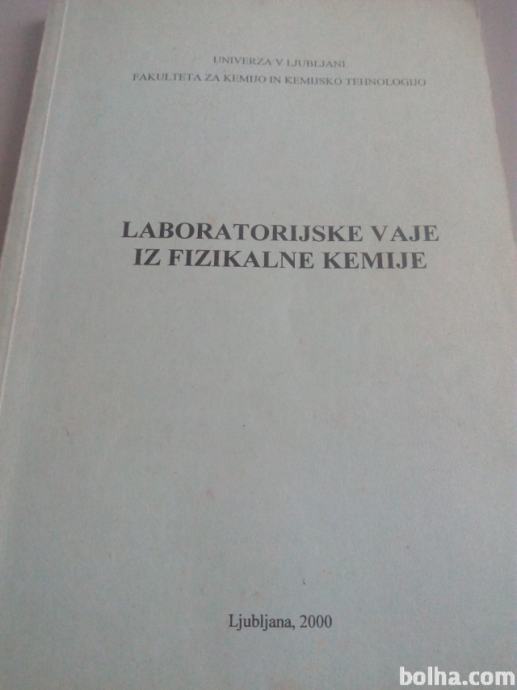 UNIVERZA V LJUBLJANI
FAKULTETA ZA KEMIJO IN KEMIJSKO TEHNOLOGIJO
LABORATORIJSKE VAJE
IZ FIZIKALNE KEMIJE
Ljubljana, 2000
bolha.com